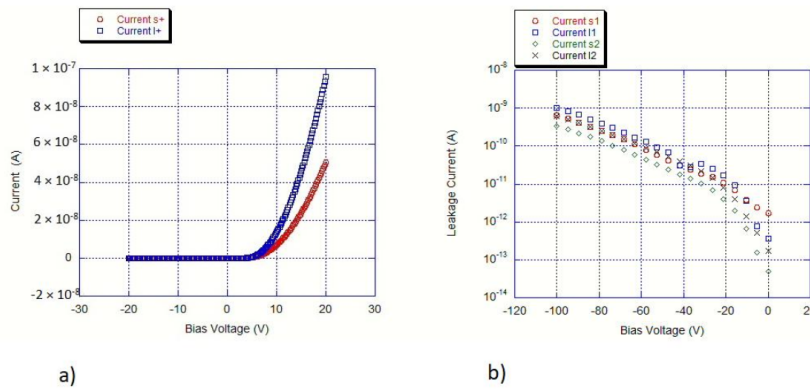 Current s+
Current l+
1 × 10⁻⁷
8 × 10⁻⁸
6 × 10⁻⁸
4 × 10⁻⁸
2 × 10⁻⁸
0
-2 × 10⁻⁸
Current (A)
-30 -20 -10 0 10 20 30
Bias Voltage (V)
a)
Current s1
Current l1
Current s2
Current l2
10⁻⁸
10⁻⁹
10⁻¹⁰
10⁻¹¹
10⁻¹²
10⁻¹³
10⁻¹⁴
Leakage Current (A)
-120 -100 -80 -60 -40 -20 0 2
Bias Voltage (V)
b)